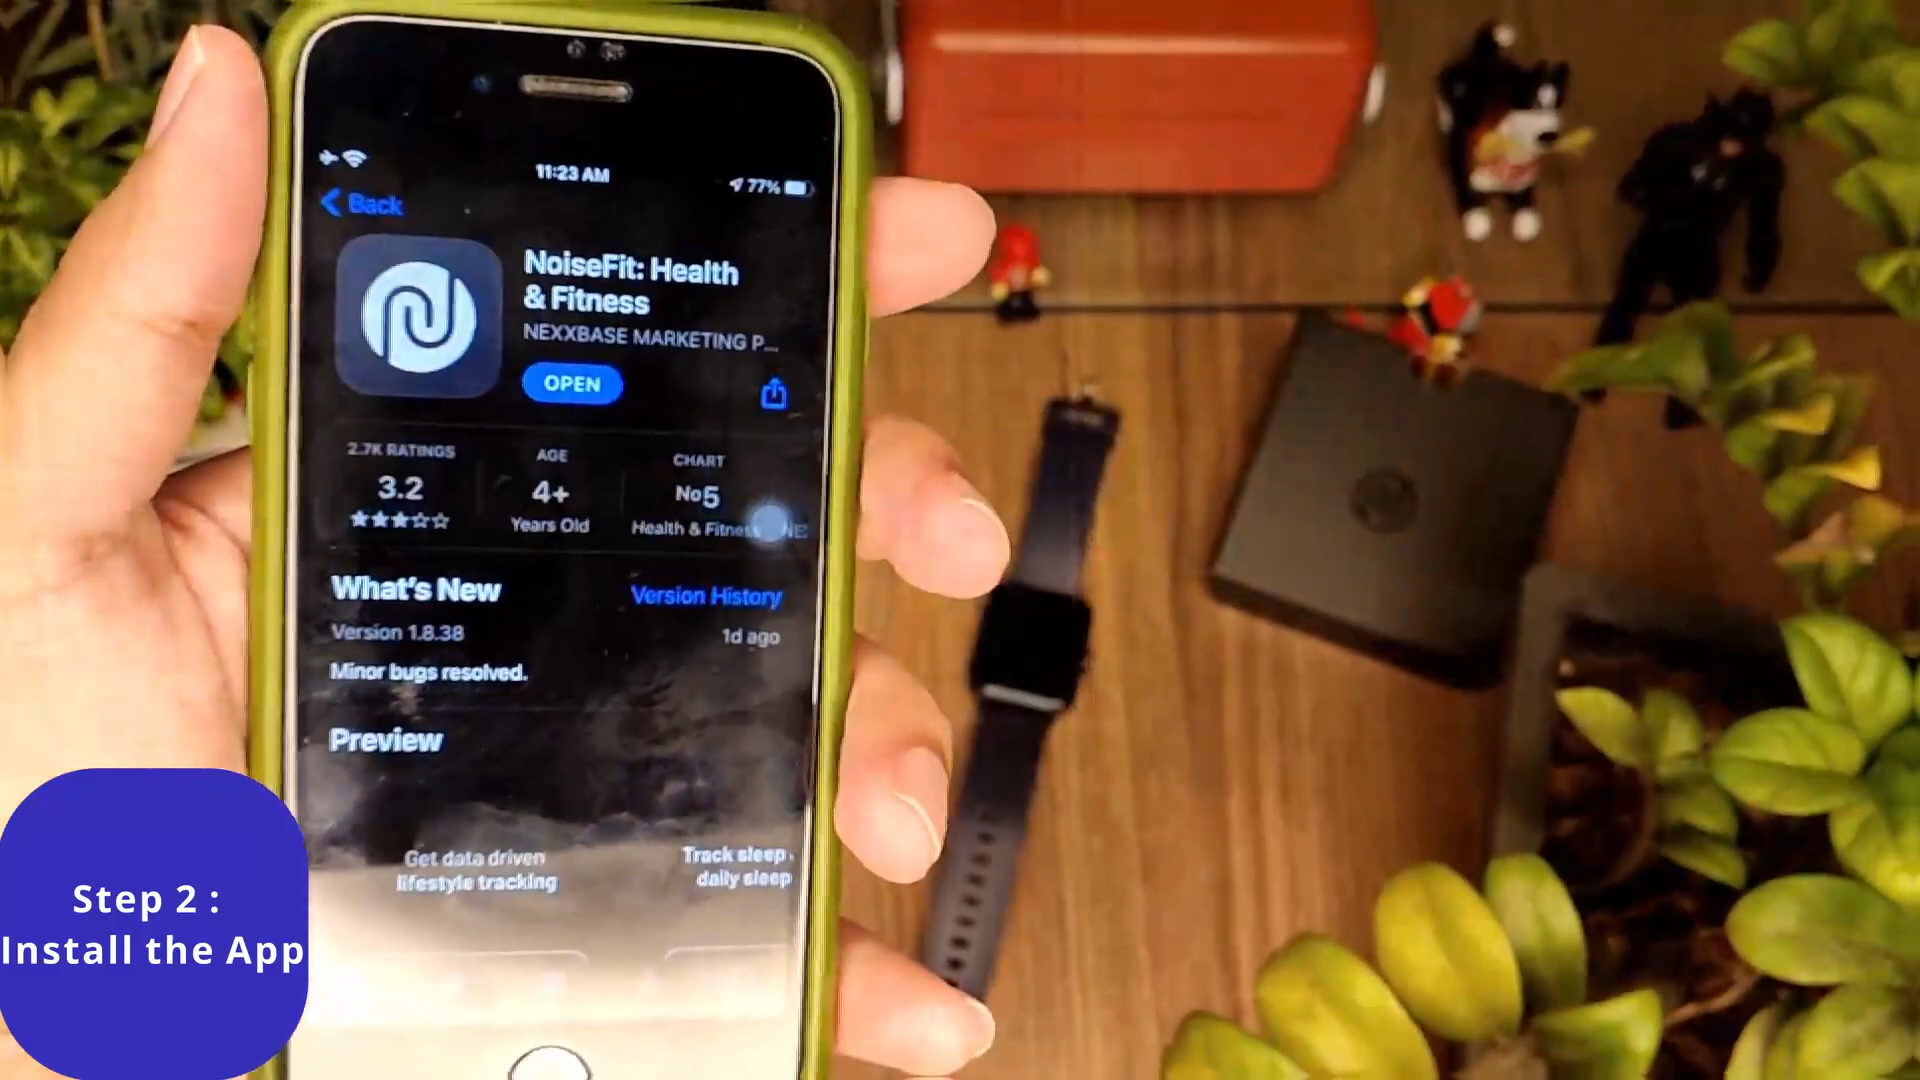 11:23 AM
77%
Back
NoiseFit: Health
& Fitness
NEXXBASE MARKETING P...
OPEN
2.7K RATINGS
AGE
CHART
3.2
4+
No5
Years Old
Health & Fitness
What's New
Version History
Version 1.8.38
1d ago
Minor bugs resolved.
Preview
Get data driven
lifestyle tracking
Track sleep
daily sleep
Step 2 :
Install the App